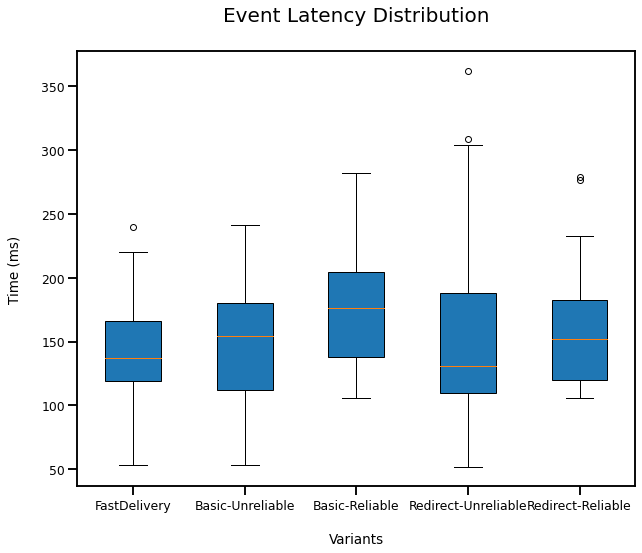 Event Latency Distribution
350
300
250
200
150
100
50
Time (ms)
FastDelivery Basic-Unreliable Basic-Reliable Redirect-Unreliable Redirect-Reliable
Variants